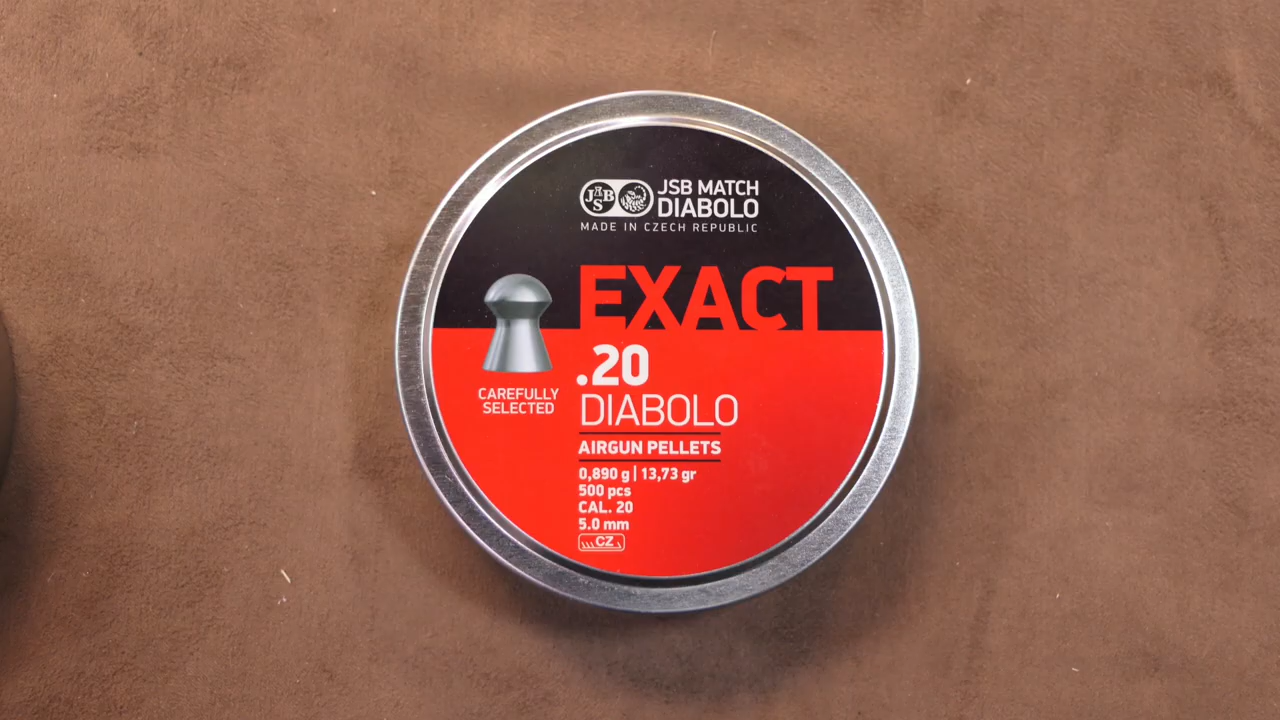 JSB
JSB MATCH
DIABOLO
MADE IN CZECH REPUBLIC
EXACT
.20
DIABOLO
CAREFULLY
SELECTED
AIRGUN PELLETS
0,890 g | 13,73 gr
500 pcs
CAL. 20
5.0 mm
CZ